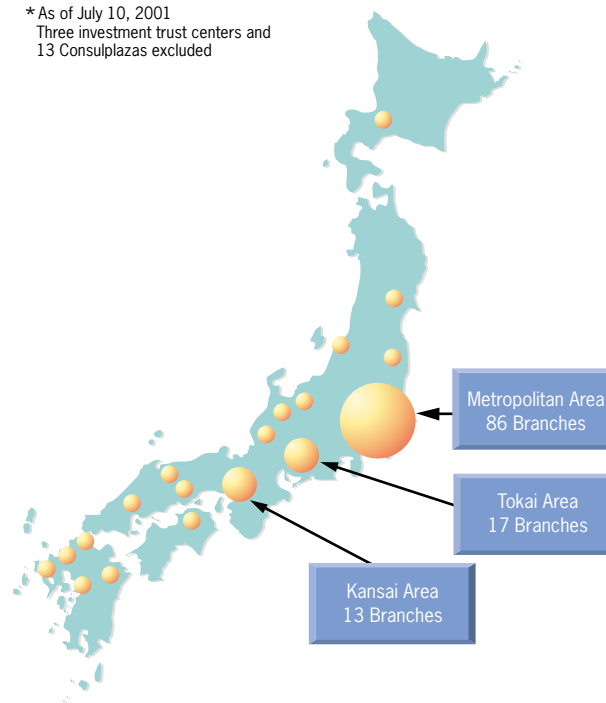 * As of July 10, 2001
Three investment trust centers and
13 Consulplazas excluded
Metropolitan Area
86 Branches
Tokai Area
17 Branches
Kansai Area
13 Branches